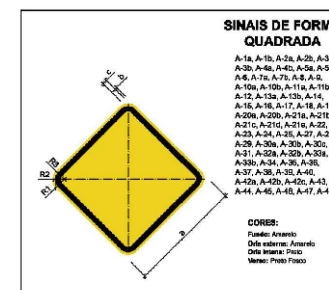 SINAIS DE FORM
QUADRADA
A-1a, A-1b, A-2a, A-2b, A-3
A-3b, A-4a, A-4b, A-5a, A-5
A-6, A-7a, A-7b, A-8, A-9,
A-10a, A-10b, A-11a, A-11b
A-12, A-13a, A-13b, A-14,
A-15, A-16, A-17, A-18, A-1
A-20a, A-20b, A-21a, A-21b
A-21c, A-21d, A-21e, A-22,
A-23, A-24, A-25, A-27, A-2
A-29, A-30a, A-30b, A-30c,
A-31, A-32a, A-32b, A-33a,
A-33b, A-34, A-35, A-36,
A-37, A-38, A-39, A-40,
A-42a, A-42b, A-42c, A-43,
A-44, A-45, A-46, A-47, A-4
c
b
R3
R2
R1
a
CORES:
Fundo: Amarelo
Orla externa: Amarelo
Orla interna: Preto
Verso: Preto Fosco